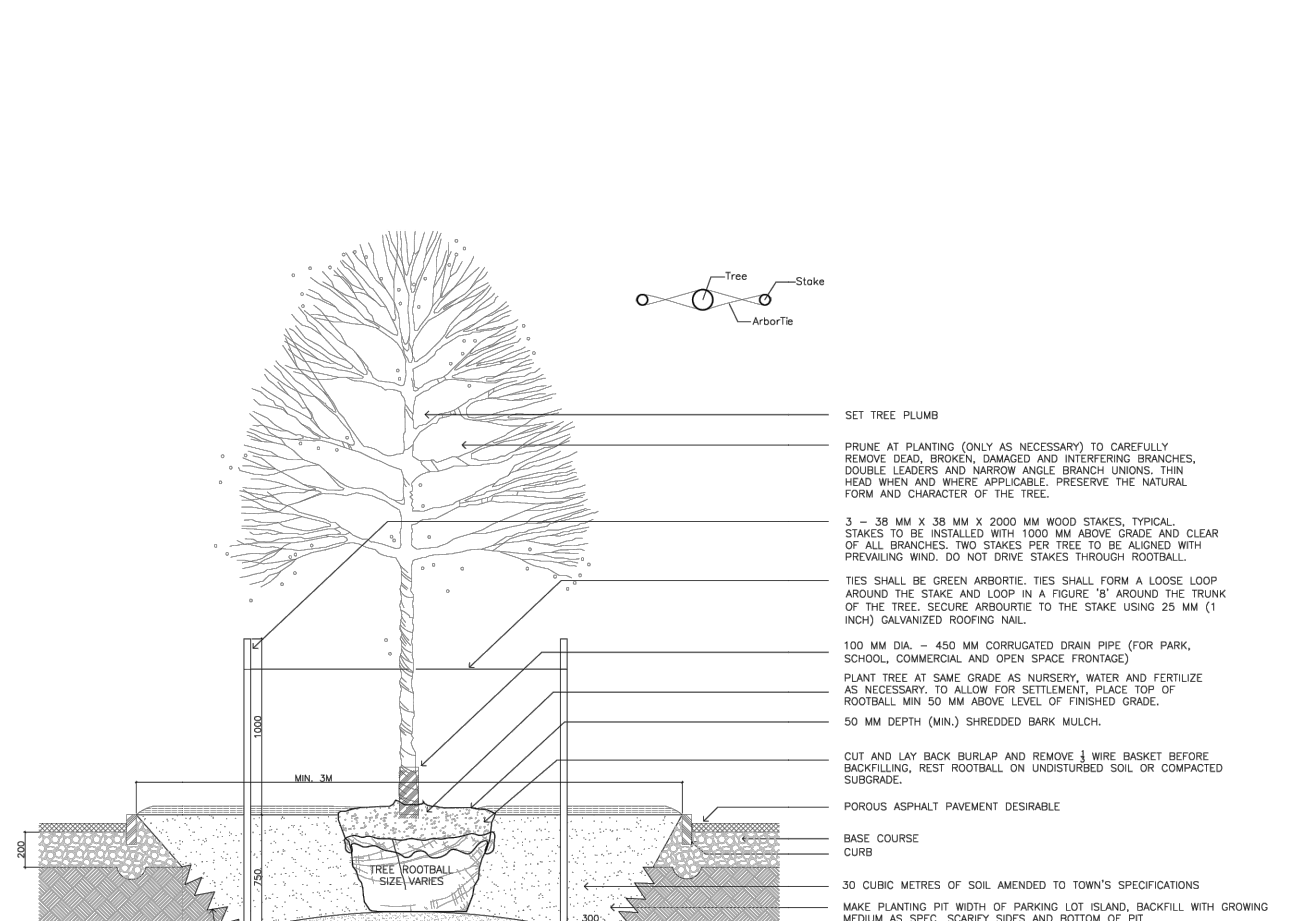 Tree
Stake
ArborTie
SET TREE PLUMB
PRUNE AT PLANTING (ONLY AS NECESSARY) TO CAREFULLY
REMOVE DEAD, BROKEN, DAMAGED AND INTERFERING BRANCHES,
DOUBLE LEADERS AND NARROW ANGLE BRANCH UNIONS. THIN
HEAD WHEN AND WHERE APPLICABLE. PRESERVE THE NATURAL
FORM AND CHARACTER OF THE TREE.
3 – 38 MM X 38 MM X 2000 MM WOOD STAKES, TYPICAL.
STAKES TO BE INSTALLED WITH 1000 MM ABOVE GRADE AND CLEAR
OF ALL BRANCHES. TWO STAKES PER TREE TO BE ALIGNED WITH
PREVAILING WIND. DO NOT DRIVE STAKES THROUGH ROOTBALL.
TIES SHALL BE GREEN ARBORTIE. TIES SHALL FORM A LOOSE LOOP
AROUND THE STAKE AND LOOP IN A FIGURE '8' AROUND THE TRUNK
OF THE TREE. SECURE ARBOURTIE TO THE STAKE USING 25 MM (1
INCH) GALVANIZED ROOFING NAIL.
100 MM DIA. – 450 MM CORRUGATED DRAIN PIPE (FOR PARK,
SCHOOL, COMMERCIAL AND OPEN SPACE FRONTAGE)
PLANT TREE AT SAME GRADE AS NURSERY, WATER AND FERTILIZE
AS NECESSARY. TO ALLOW FOR SETTLEMENT, PLACE TOP OF
ROOTBALL MIN 50 MM ABOVE LEVEL OF FINISHED GRADE.
50 MM DEPTH (MIN.) SHREDDED BARK MULCH.
1000
CUT AND LAY BACK BURLAP AND REMOVE ⅓ WIRE BASKET BEFORE
BACKFILLING, REST ROOTBALL ON UNDISTURBED SOIL OR COMPACTED
SUBGRADE.
MIN. 3M
POROUS ASPHALT PAVEMENT DESIRABLE
BASE COURSE
CURB
200
TREE ROOTBALL
SIZE VARIES
750
30 CUBIC METRES OF SOIL AMENDED TO TOWN'S SPECIFICATIONS
MAKE PLANTING PIT WIDTH OF PARKING LOT ISLAND, BACKFILL WITH GROWING
MEDIUM AS SPEC. SCARIFY SIDES AND BOTTOM OF PIT
300